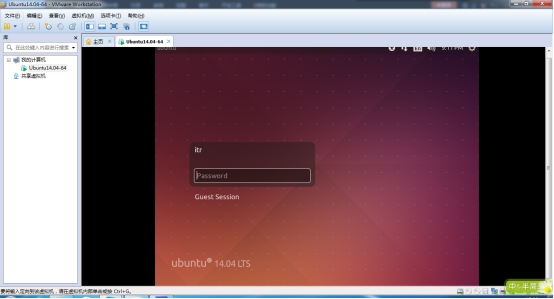 Ubuntu14.04-64 - VMware Workstation
文件(F) 编辑(E) 查看(V) 虚拟机(M) 选项卡(T) 帮助(H)
库
在此处键入内容进行搜索
我的计算机
Ubuntu14.04-64
共享虚拟机
主页
Ubuntu14.04-64
9:11 PM
itr
Password
Guest Session
ubuntu® 14.04 LTS
要将输入定向到该虚拟机，请在虚拟机内部单击或按 Ctrl+G。